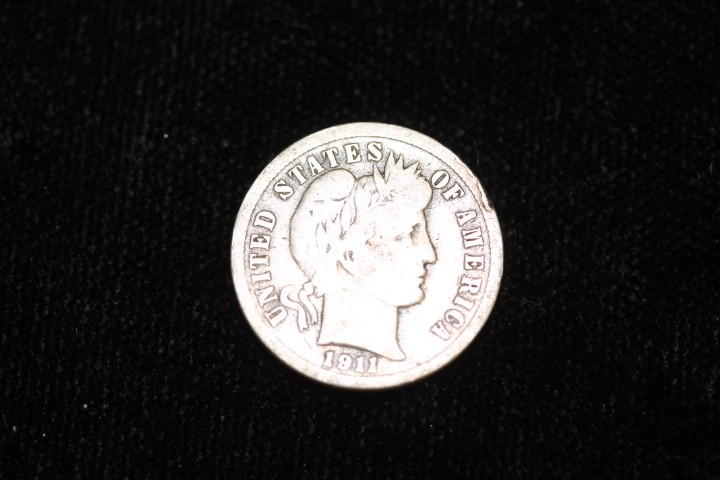 UNITED STATES OF AMERICA
1911